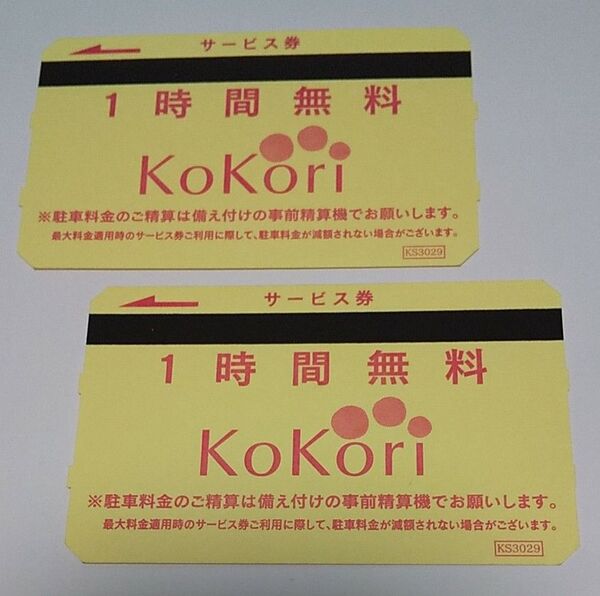 サービス券
1時間無料
KoKori
※駐車料金のご精算は備え付けの事前精算機でお願いします。
最大料金適用時のサービス券ご利用に際して、駐車料金が減額されない場合がございます。
KS3029
サービス券
1時間無料
KoKori
※駐車料金のご精算は備え付けの事前精算機でお願いします。
最大料金適用時のサービス券ご利用に際して、駐車料金が減額されない場合がございます。
KS3029